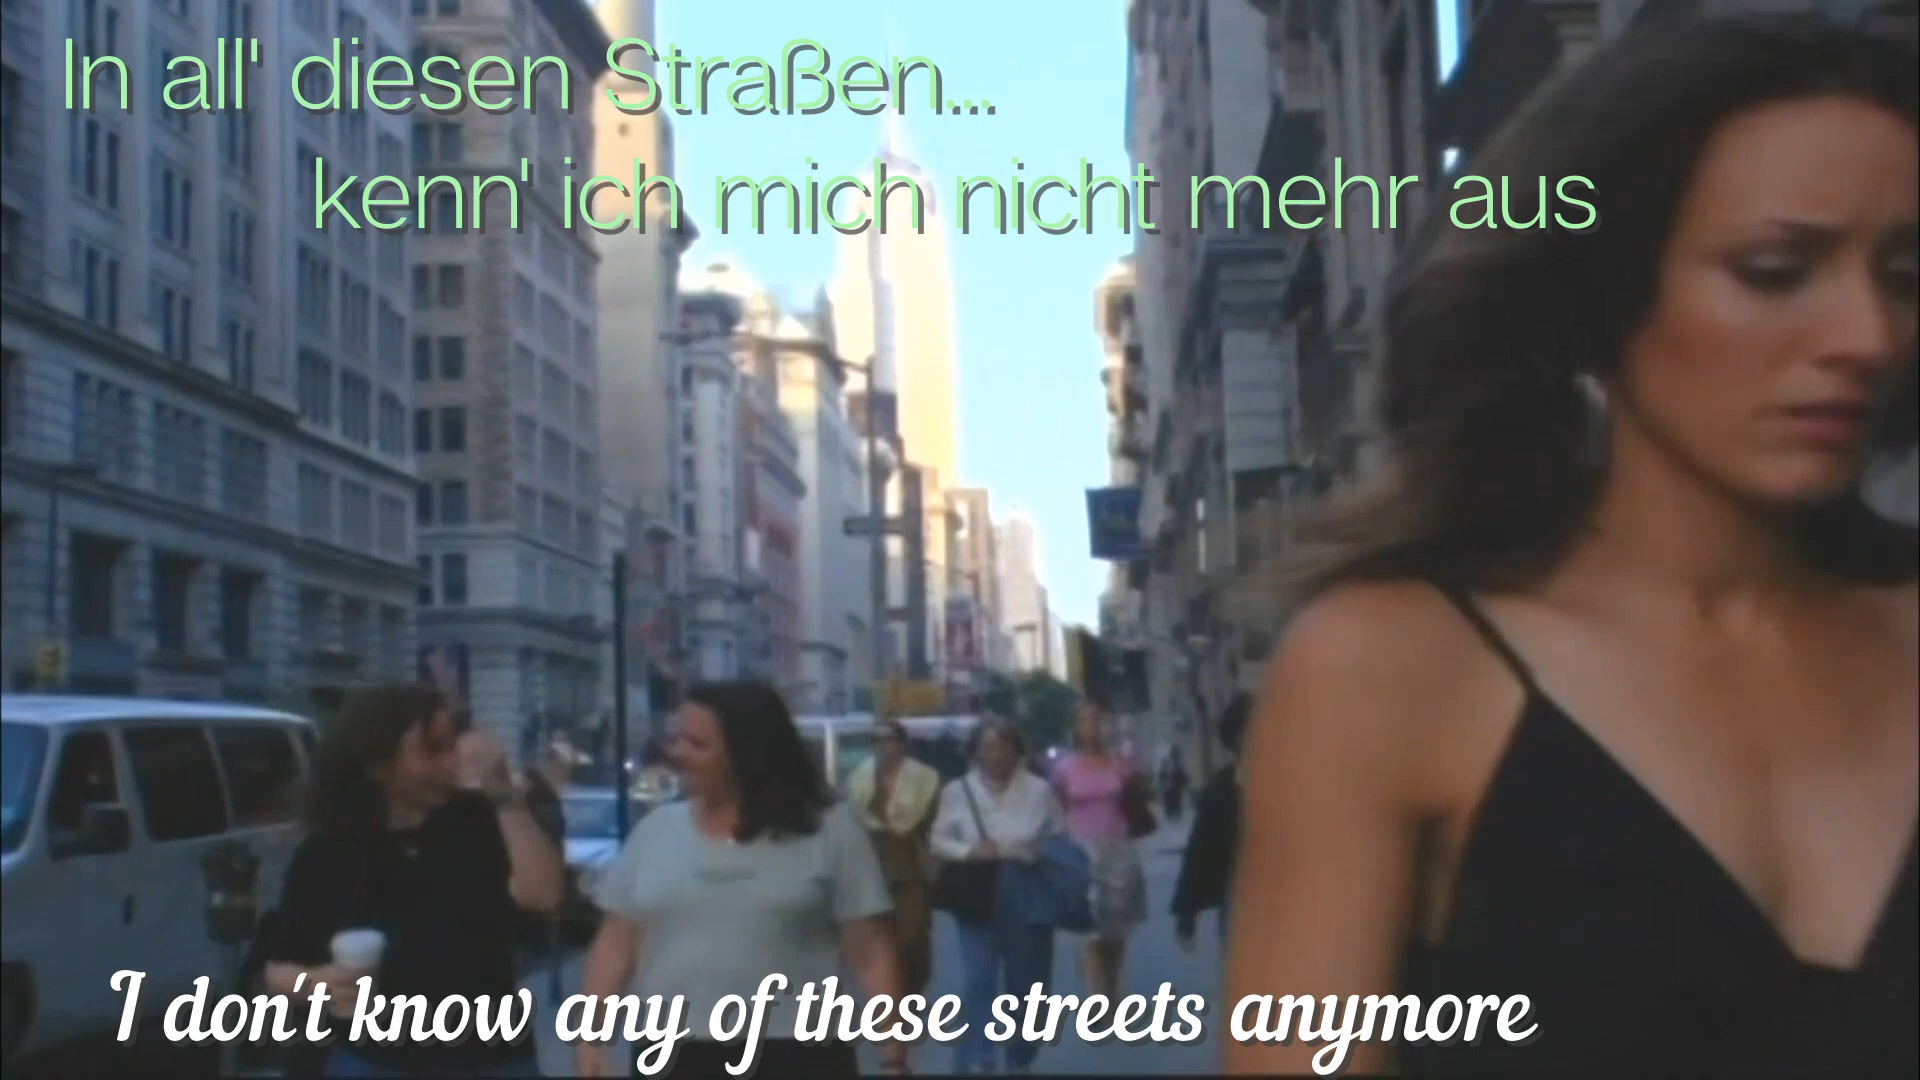 In all' diesen Straßen...
kenn' ich mich nicht mehr aus
I don't know any of these streets anymore